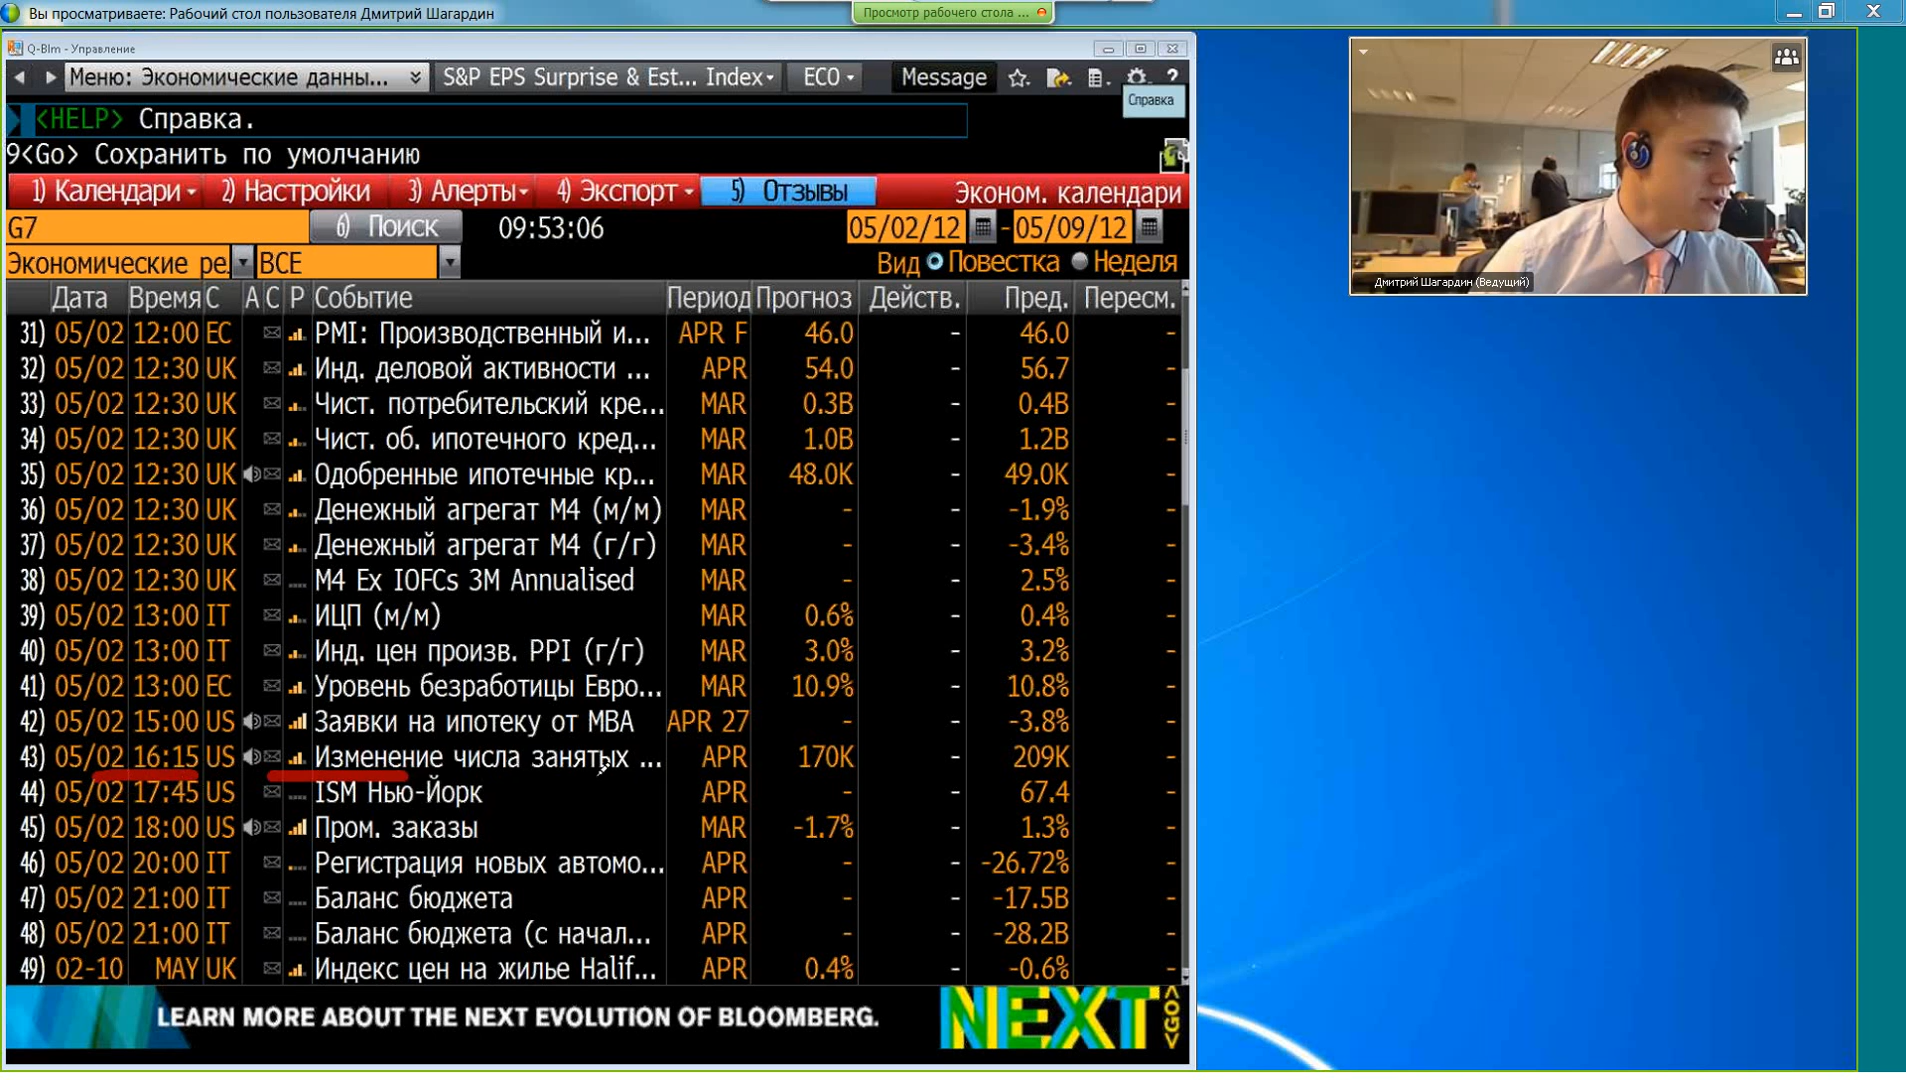 Вы просматриваете: Рабочий стол пользователя Дмитрий Шагардин
Просмотр рабочего стола ...
Q-Blm - Управление
Меню: Экономические данны... S&P EPS Surprise & Est... Index ECO Message ?
Справка
<HELP> Справка.
9<Go> Сохранить по умолчанию
1) Календари 2) Настройки 3) Алерты 4) Экспорт 5) Отзывы Эконом. календари
G7 6) Поиск 09:53:06 05/02/12 - 05/09/12
Экономические ре. ВСЕ Вид Повестка Неделя
Дата Время С А С Р Событие Период Прогноз Действ. Пред. Пересм.
31) 05/02 12:00 EC PMI: Производственный и... APR F 46.0 - 46.0 -
32) 05/02 12:30 UK Инд. деловой активности ... APR 54.0 - 56.7 -
33) 05/02 12:30 UK Чист. потребительский кре... MAR 0.3B - 0.4B -
34) 05/02 12:30 UK Чист. об. ипотечного кред... MAR 1.0B - 1.2B -
35) 05/02 12:30 UK Одобренные ипотечные кр... MAR 48.0K - 49.0K -
36) 05/02 12:30 UK Денежный агрегат М4 (м/м) MAR - - -1.9% -
37) 05/02 12:30 UK Денежный агрегат М4 (г/г) MAR - - -3.4% -
38) 05/02 12:30 UK M4 Ex IOFCs 3M Annualised MAR - - 2.5% -
39) 05/02 13:00 IT ИЦП (м/м) MAR 0.6% - 0.4% -
40) 05/02 13:00 IT Инд. цен произв. PPI (г/г) MAR 3.0% - 3.2% -
41) 05/02 13:00 EC Уровень безработицы Евро... MAR 10.9% - 10.8% -
42) 05/02 15:00 US Заявки на ипотеку от MBA APR 27 - - -3.8% -
43) 05/02 16:15 US Изменение числа занятых ... APR 170K - 209K -
44) 05/02 17:45 US ISM Нью-Йорк APR - - 67.4 -
45) 05/02 18:00 US Пром. заказы MAR -1.7% - 1.3% -
46) 05/02 20:00 IT Регистрация новых автомо... APR - - -26.72% -
47) 05/02 21:00 IT Баланс бюджета APR - - -17.5B -
48) 05/02 21:00 IT Баланс бюджета (с начал... APR - - -28.2B -
49) 02-10 MAY UK Индекс цен на жилье Halif... APR 0.4% - -0.6% -
LEARN MORE ABOUT THE NEXT EVOLUTION OF BLOOMBERG. NEXT <GO>
Дмитрий Шагардин (Ведущий)